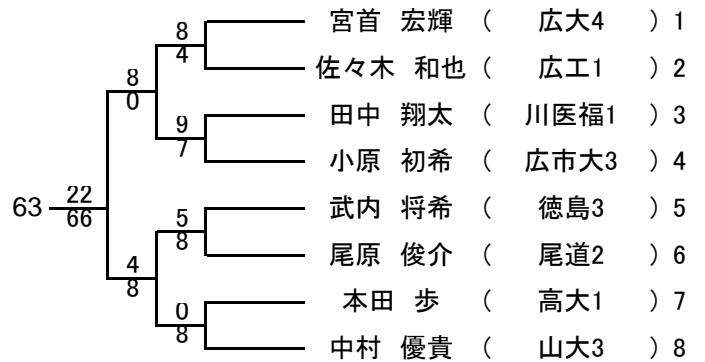 宮首 宏輝 ( 広大4 ) 1
8
4
佐々木 和也 ( 広工1 ) 2
8
0
田中 翔太 ( 川医福1 ) 3
9
7
小原 初希 ( 広市大3 ) 4
63
22
66
武内 将希 ( 徳島3 ) 5
5
8
尾原 俊介 ( 尾道2 ) 6
4
8
本田 歩 ( 高大1 ) 7
0
8
中村 優貴 ( 山大3 ) 8